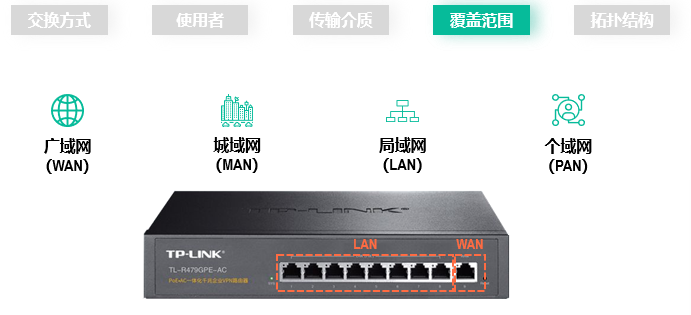 交换方式
使用者
传输介质
覆盖范围
拓扑结构
广域网
(WAN)
城域网
(MAN)
局域网
(LAN)
个域网
(PAN)
TP-LINK
TP-LINK
TL-R479GPE-AC
PoE·AC一体化千兆企业VPN路由器
LAN
WAN